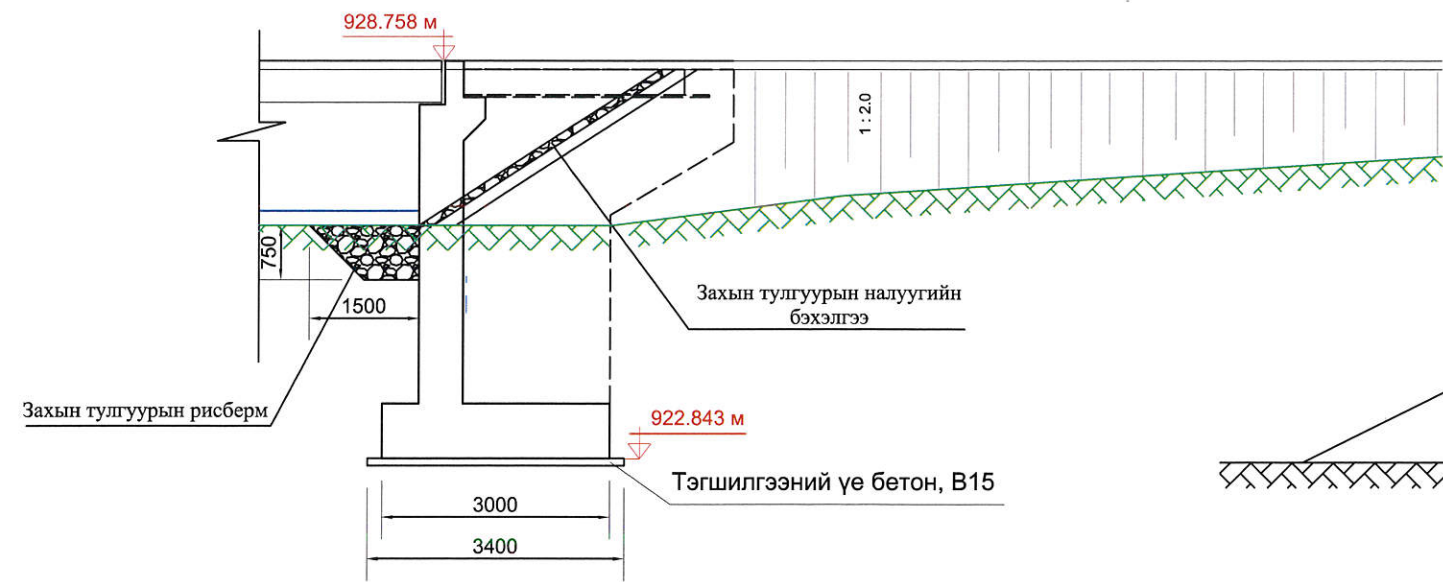 928.758 м
1 : 2.0
750
1500
Захын тулгуурын налуугийн
бэхэлгээ
Захын тулгуурын рисберм
922.843 м
Тэгшилгээний үе бетон, B15
3000
3400